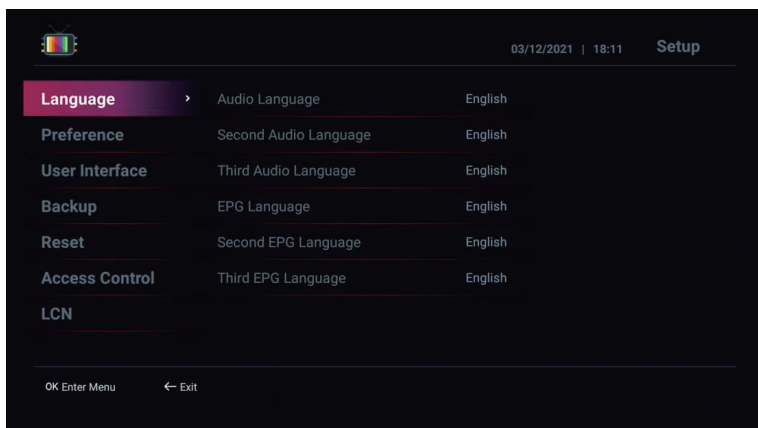 03/12/2021 | 18:11 Setup
Language › Audio Language English
Preference Second Audio Language English
User Interface Third Audio Language English
Backup EPG Language English
Reset Second EPG Language English
Access Control Third EPG Language English
LCN
OK Enter Menu ← Exit